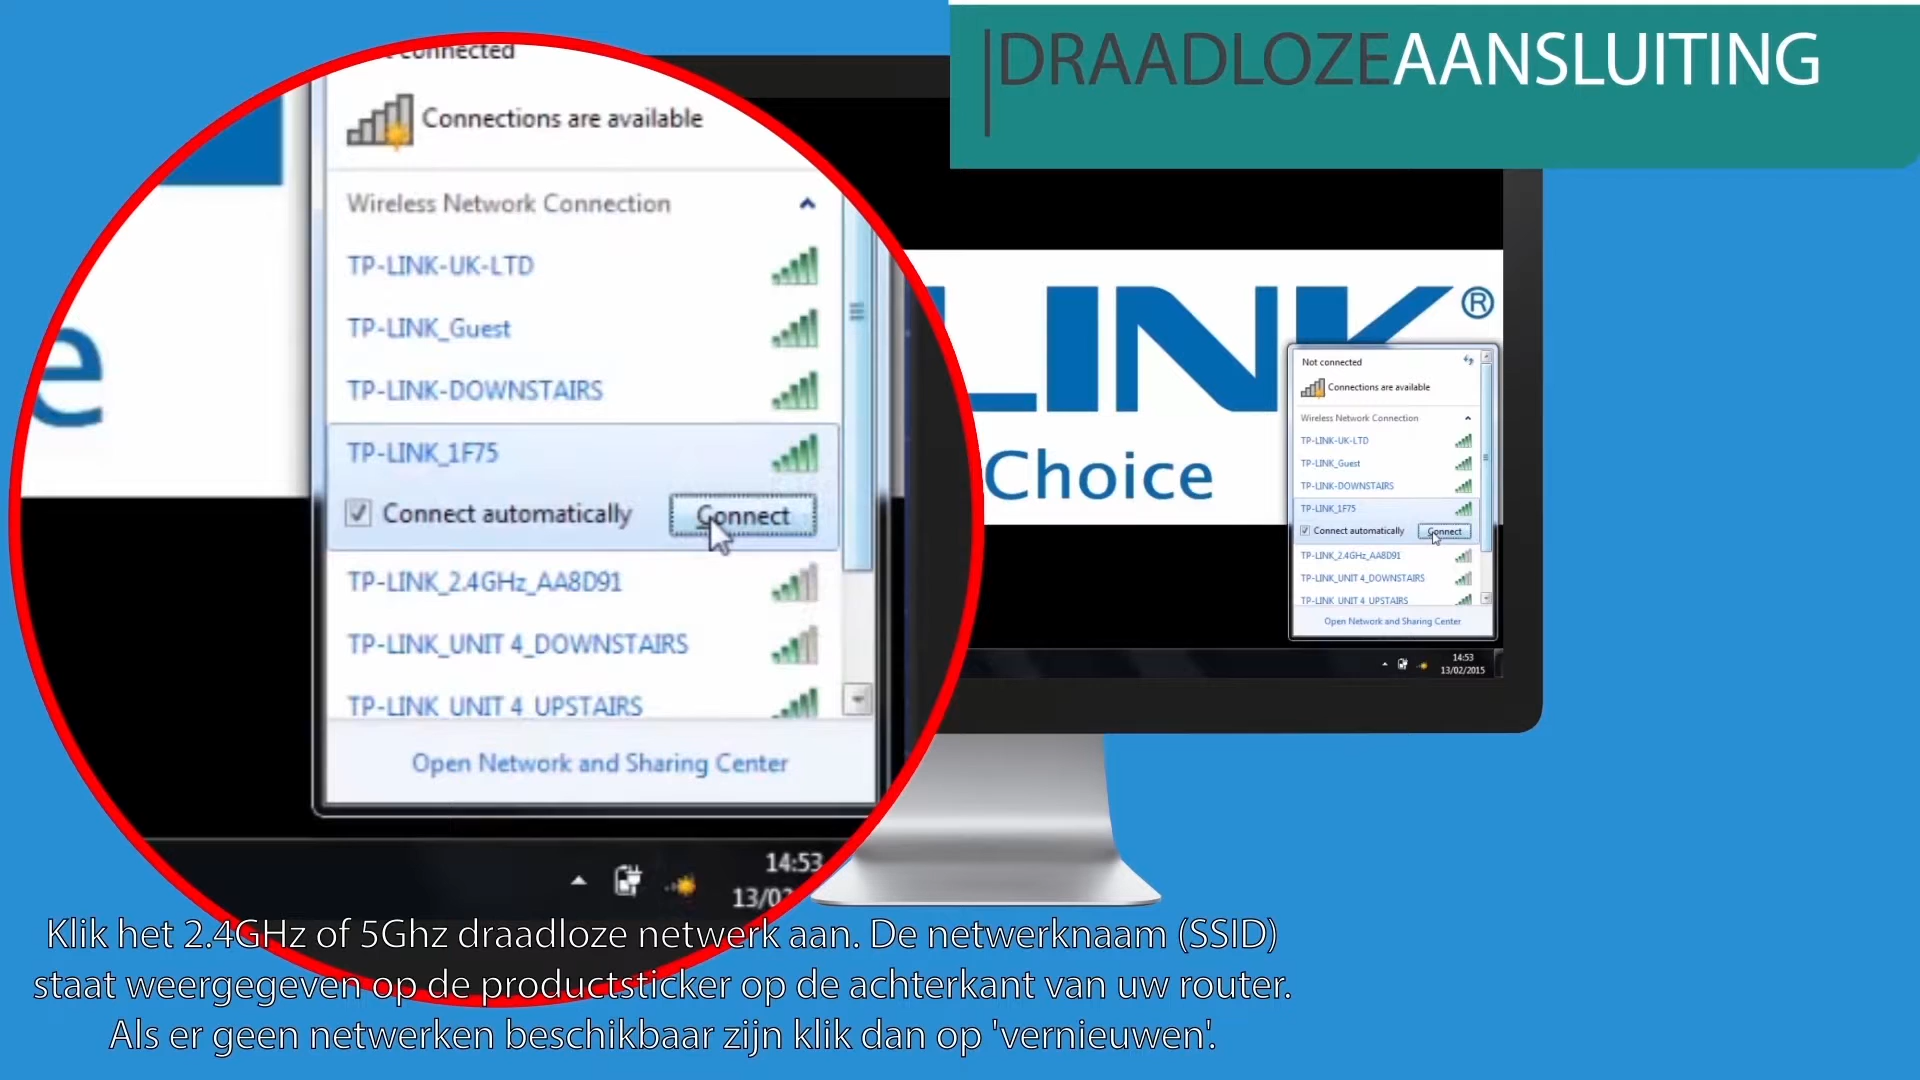 DRAADLOZEAANSLUITING
connected
Connections are available
Wireless Network Connection
TP-LINK-UK-LTD
TP-LINK_Guest
TP-LINK-DOWNSTAIRS
TP-LINK_1F75
Connect automatically Connect
TP-LINK_2.4GHz_AA8D91
TP-LINK_UNIT 4_DOWNSTAIRS
TP-LINK_UNIT 4_UPSTAIRS
Open Network and Sharing Center
14:53
13/02
e
LINK®
Choice
Not connected
Connections are available
Wireless Network Connection
TP-LINK-UK-LTD
TP-LINK_Guest
TP-LINK-DOWNSTAIRS
TP-LINK_1F75
Connect automatically Connect
TP-LINK_2.4GHz_AA8D91
TP-LINK_UNIT 4_DOWNSTAIRS
TP-LINK_UNIT 4_UPSTAIRS
Open Network and Sharing Center
14:53
13/02/2015
Klik het 2.4GHz of 5Ghz draadloze netwerk aan. De netwerknaam (SSID)
staat weergegeven op de productsticker op de achterkant van uw router.
Als er geen netwerken beschikbaar zijn klik dan op 'vernieuwen'.